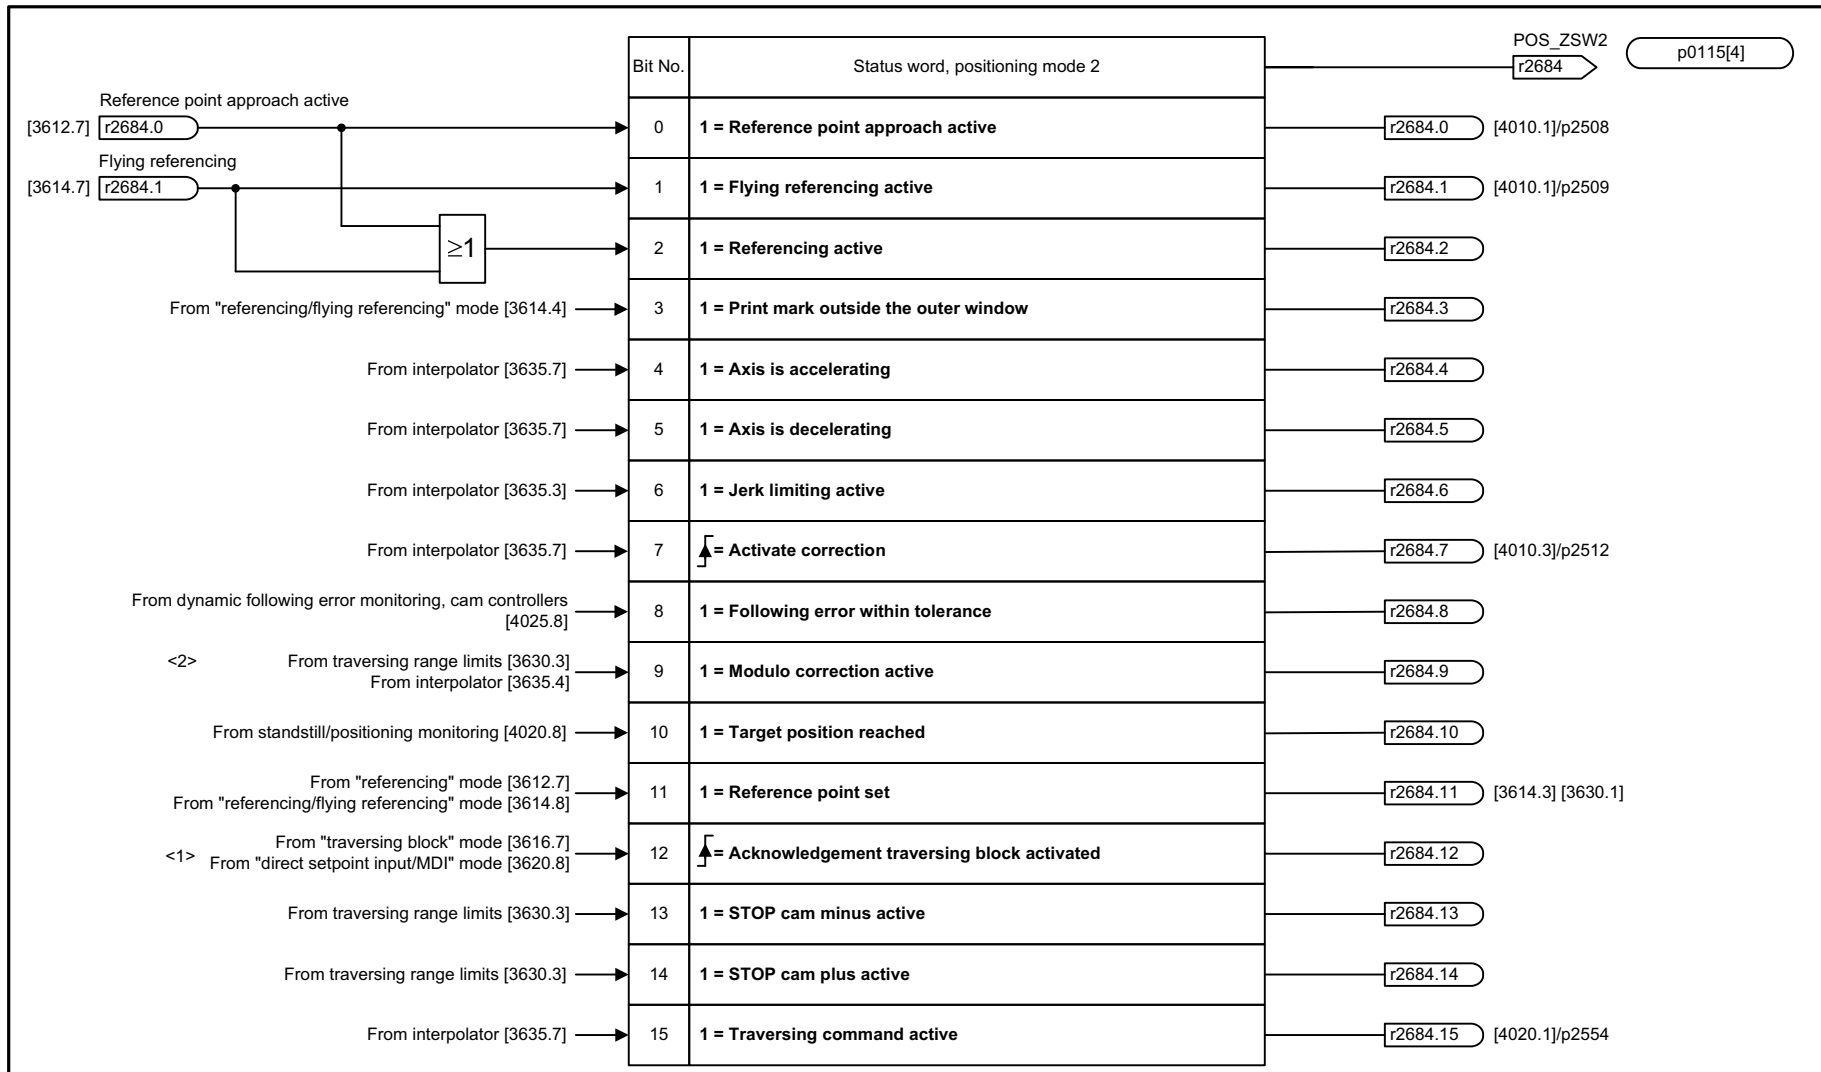 POS_ZSW2
Bit No. Status word, positioning mode 2 r2684 p0115[4]
Reference point approach active
[3612.7] r2684.0 0 1 = Reference point approach active r2684.0 [4010.1]/p2508
Flying referencing
[3614.7] r2684.1 1 1 = Flying referencing active r2684.1 [4010.1]/p2509
≥1 2 1 = Referencing active r2684.2
From "referencing/flying referencing" mode [3614.4] 3 1 = Print mark outside the outer window r2684.3
From interpolator [3635.7] 4 1 = Axis is accelerating r2684.4
From interpolator [3635.7] 5 1 = Axis is decelerating r2684.5
From interpolator [3635.3] 6 1 = Jerk limiting active r2684.6
From interpolator [3635.7] 7 = Activate correction r2684.7 [4010.3]/p2512
From dynamic following error monitoring, cam controllers
[4025.8] 8 1 = Following error within tolerance r2684.8
<2> From traversing range limits [3630.3]
From interpolator [3635.4] 9 1 = Modulo correction active r2684.9
From standstill/positioning monitoring [4020.8] 10 1 = Target position reached r2684.10
From "referencing" mode [3612.7]
From "referencing/flying referencing" mode [3614.8] 11 1 = Reference point set r2684.11 [3614.3] [3630.1]
From "traversing block" mode [3616.7]
<1> From "direct setpoint input/MDI" mode [3620.8] 12 = Acknowledgement traversing block activated r2684.12
From traversing range limits [3630.3] 13 1 = STOP cam minus active r2684.13
From traversing range limits [3630.3] 14 1 = STOP cam plus active r2684.14
From interpolator [3635.7] 15 1 = Traversing command active r2684.15 [4020.1]/p2554